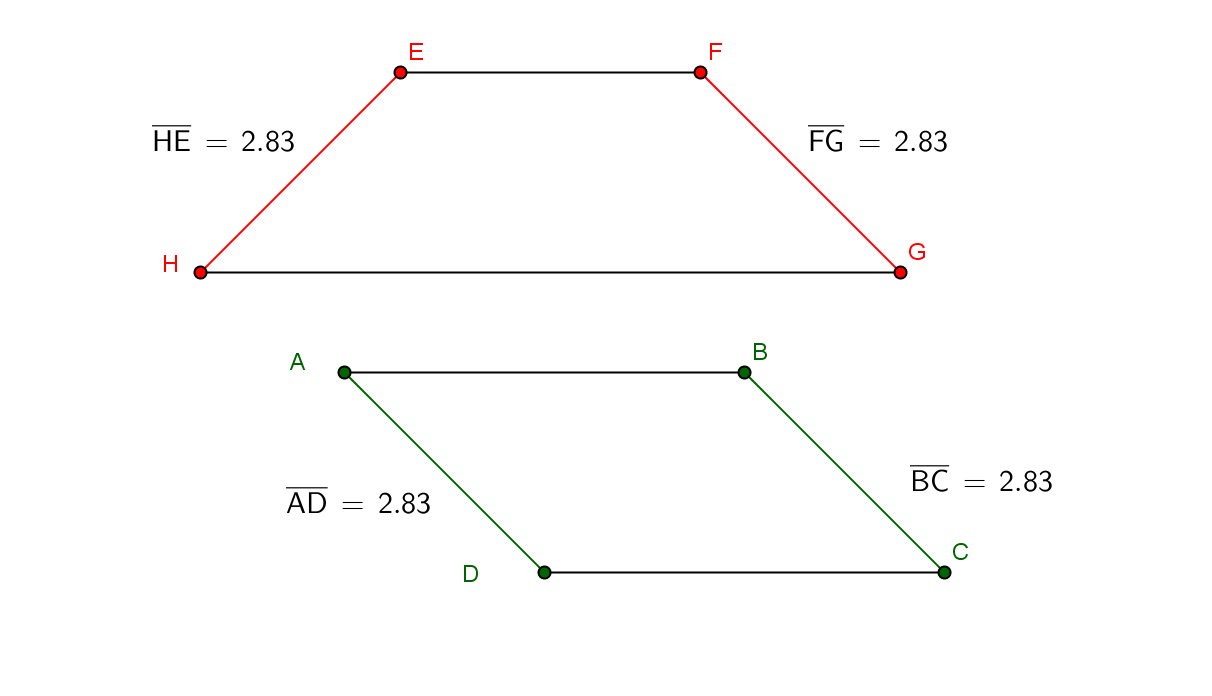 E
F
HE = 2.83
FG = 2.83
H
G
A
B
AD = 2.83
BC = 2.83
D
C